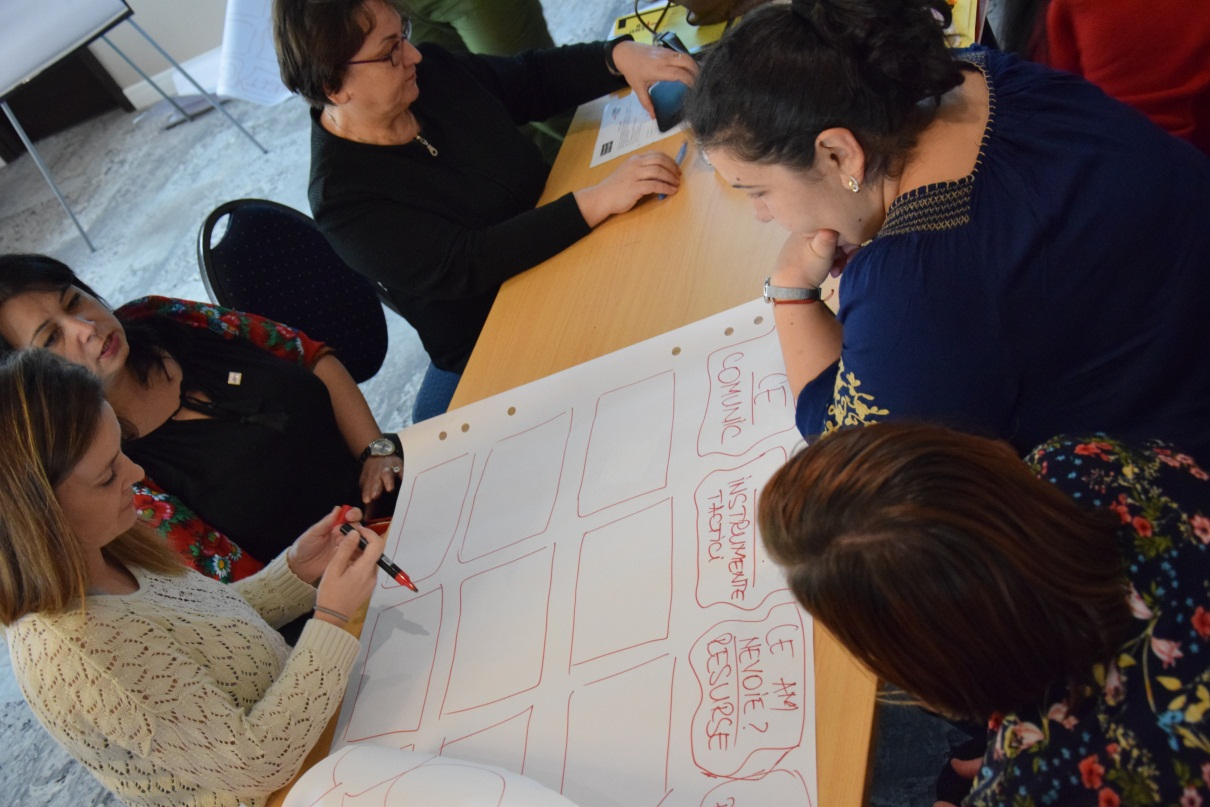 CE
COMUNIC
INSTRUMENTE
TACTICI
CE AM
NEVOIE?
RESURSE